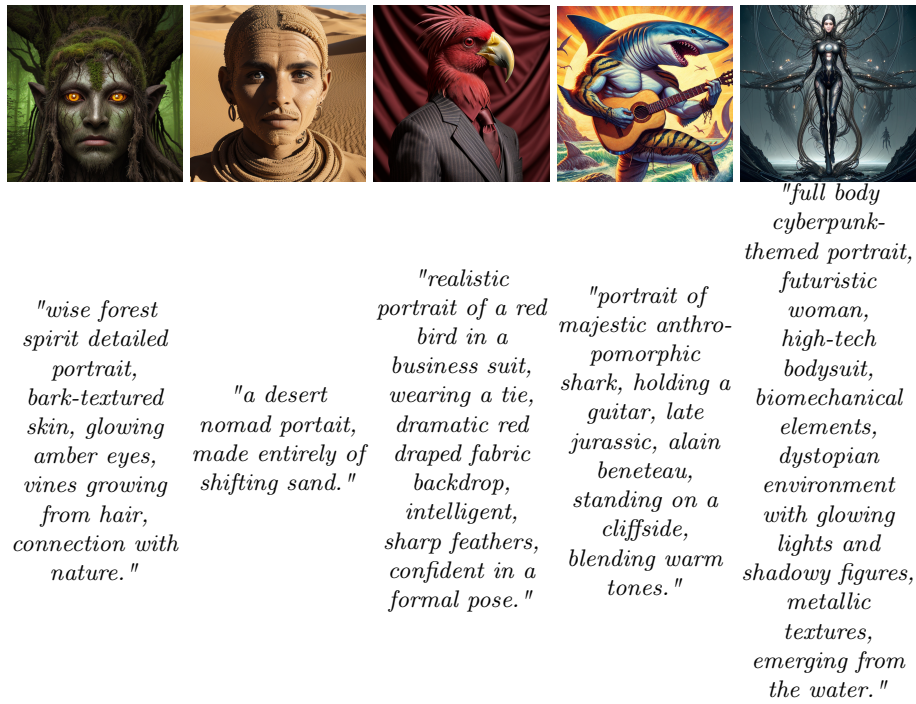 "wise forest
spirit detailed
portrait,
bark-textured
skin, glowing
amber eyes,
vines growing
from hair,
connection with
nature."
"a desert
nomad portait,
made entirely of
shifting sand."
"realistic
portrait of a red
bird in a
business suit,
wearing a tie,
dramatic red
draped fabric
backdrop,
intelligent,
sharp feathers,
confident in a
formal pose."
"portrait of
majestic anthro-
pomorphic
shark, holding a
guitar, late
jurassic, alain
beneteau,
standing on a
cliffside,
blending warm
tones."
"full body
cyberpunk-
themed portrait,
futuristic
woman,
high-tech
bodysuit,
biomechanical
elements,
dystopian
environment
with glowing
lights and
shadowy figures,
metallic
textures,
emerging from
the water."